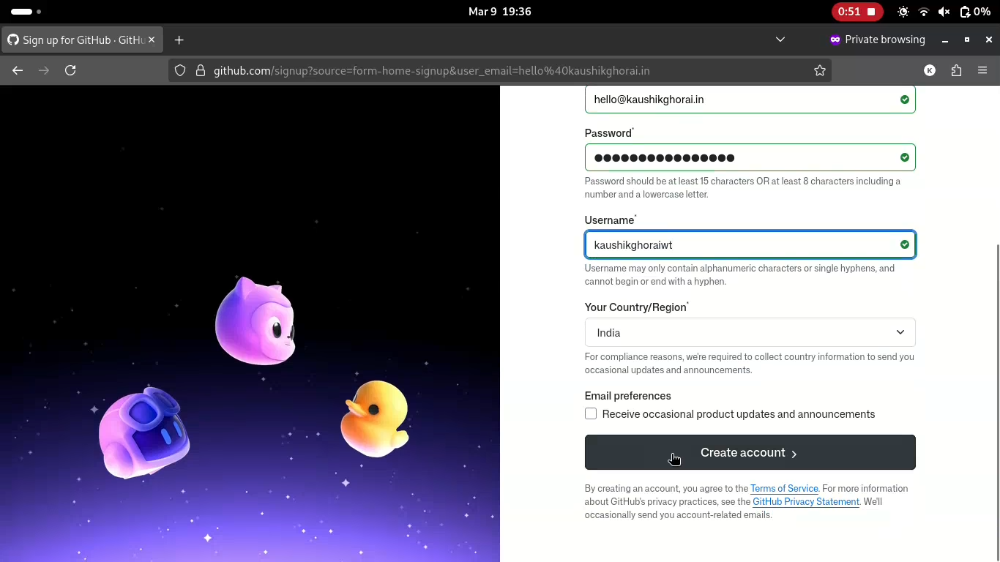 Mar 9 19:36
0:51
0%
Sign up for GitHub · GitHu
Private browsing
github.com/signup?source=form-home-signup&user_email=hello%40kaushikghorai.in
K
hello@kaushikghorai.in
Password*
●●●●●●●●●●●●●●●●
Password should be at least 15 characters OR at least 8 characters including a
number and a lowercase letter.
Username*
kaushikghoraiwt
Username may only contain alphanumeric characters or single hyphens, and
cannot begin or end with a hyphen.
Your Country/Region*
India
For compliance reasons, we're required to collect country information to send you
occasional updates and announcements.
Email preferences
Receive occasional product updates and announcements
Create account
By creating an account, you agree to the Terms of Service. For more information
about GitHub's privacy practices, see the GitHub Privacy Statement. We'll
occasionally send you account-related emails.